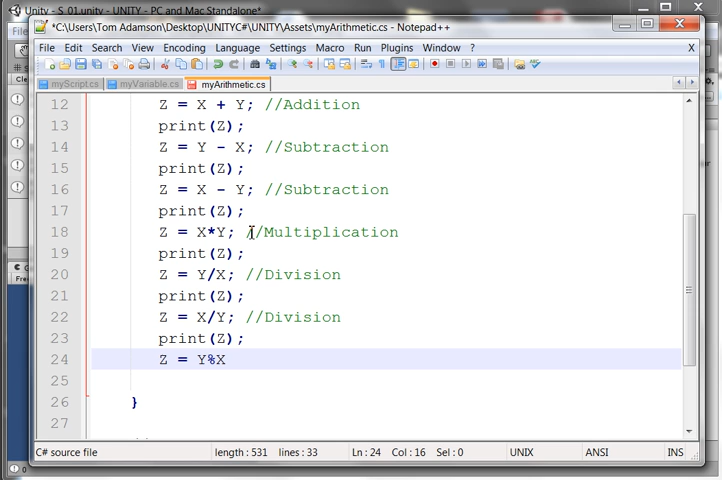 Unity - S_01.unity - UNITY - PC and Mac Standalone*
*C:\Users\Tom Adamson\Desktop\UNITYC#\UNITY\Assets\myArithmetic.cs - Notepad++
File Edit Search View Encoding Language Settings Macro Run Plugins Window ? X
myScript.cs myVariable.cs myArithmetic.cs
12 Z = X + Y; //Addition
13 print(Z);
14 Z = Y - X; //Subtraction
15 print(Z);
16 Z = X - Y; //Subtraction
17 print(Z);
18 Z = X*Y; //Multiplication
19 print(Z);
20 Z = Y/X; //Division
21 print(Z);
22 Z = X/Y; //Division
23 print(Z);
24 Z = Y%X
25
26 }
27
C# source file length : 531 lines : 33 Ln : 24 Col : 16 Sel : 0 UNIX ANSI INS